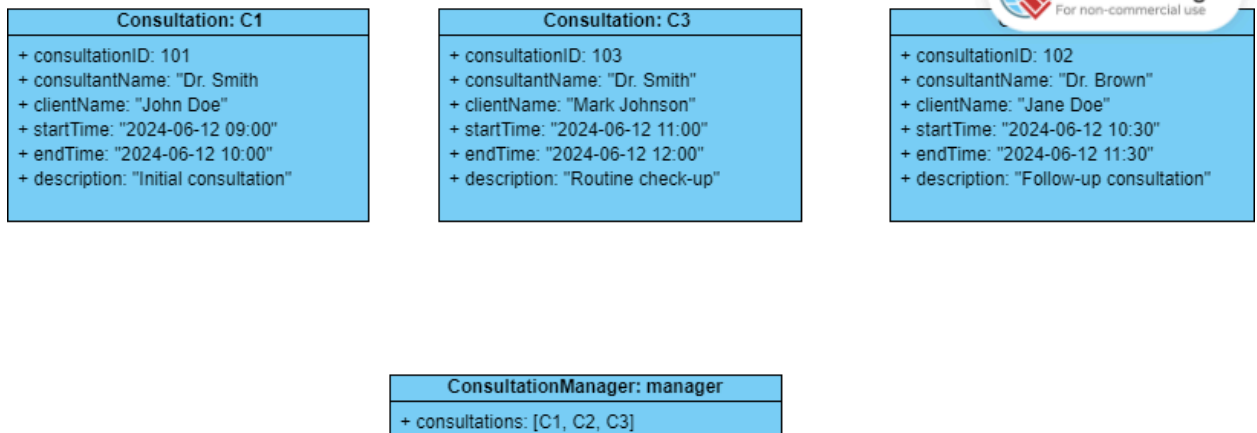 Consultation: C1
+ consultationID: 101
+ consultantName: "Dr. Smith
+ clientName: "John Doe"
+ startTime: "2024-06-12 09:00"
+ endTime: "2024-06-12 10:00"
+ description: "Initial consultation"
Consultation: C3
+ consultationID: 103
+ consultantName: "Dr. Smith"
+ clientName: "Mark Johnson"
+ startTime: "2024-06-12 11:00"
+ endTime: "2024-06-12 12:00"
+ description: "Routine check-up"
For non-commercial use
+ consultationID: 102
+ consultantName: "Dr. Brown"
+ clientName: "Jane Doe"
+ startTime: "2024-06-12 10:30"
+ endTime: "2024-06-12 11:30"
+ description: "Follow-up consultation"
ConsultationManager: manager
+ consultations: [C1, C2, C3]